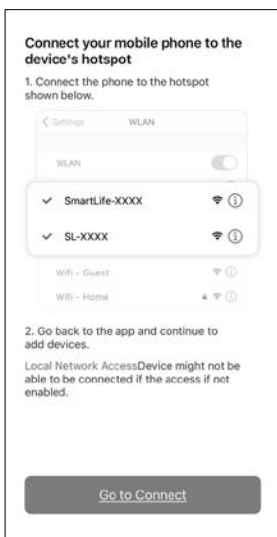 Connect your mobile phone to the
device's hotspot
1. Connect the phone to the hotspot
shown below.
Settings WLAN
WLAN
SmartLife-XXXX
SL-XXXX
Wifi - Guest
Wifi - Home
2. Go back to the app and continue to
add devices.
Local Network AccessDevice might not be
able to be connected if the access if not
enabled.
Go to Connect